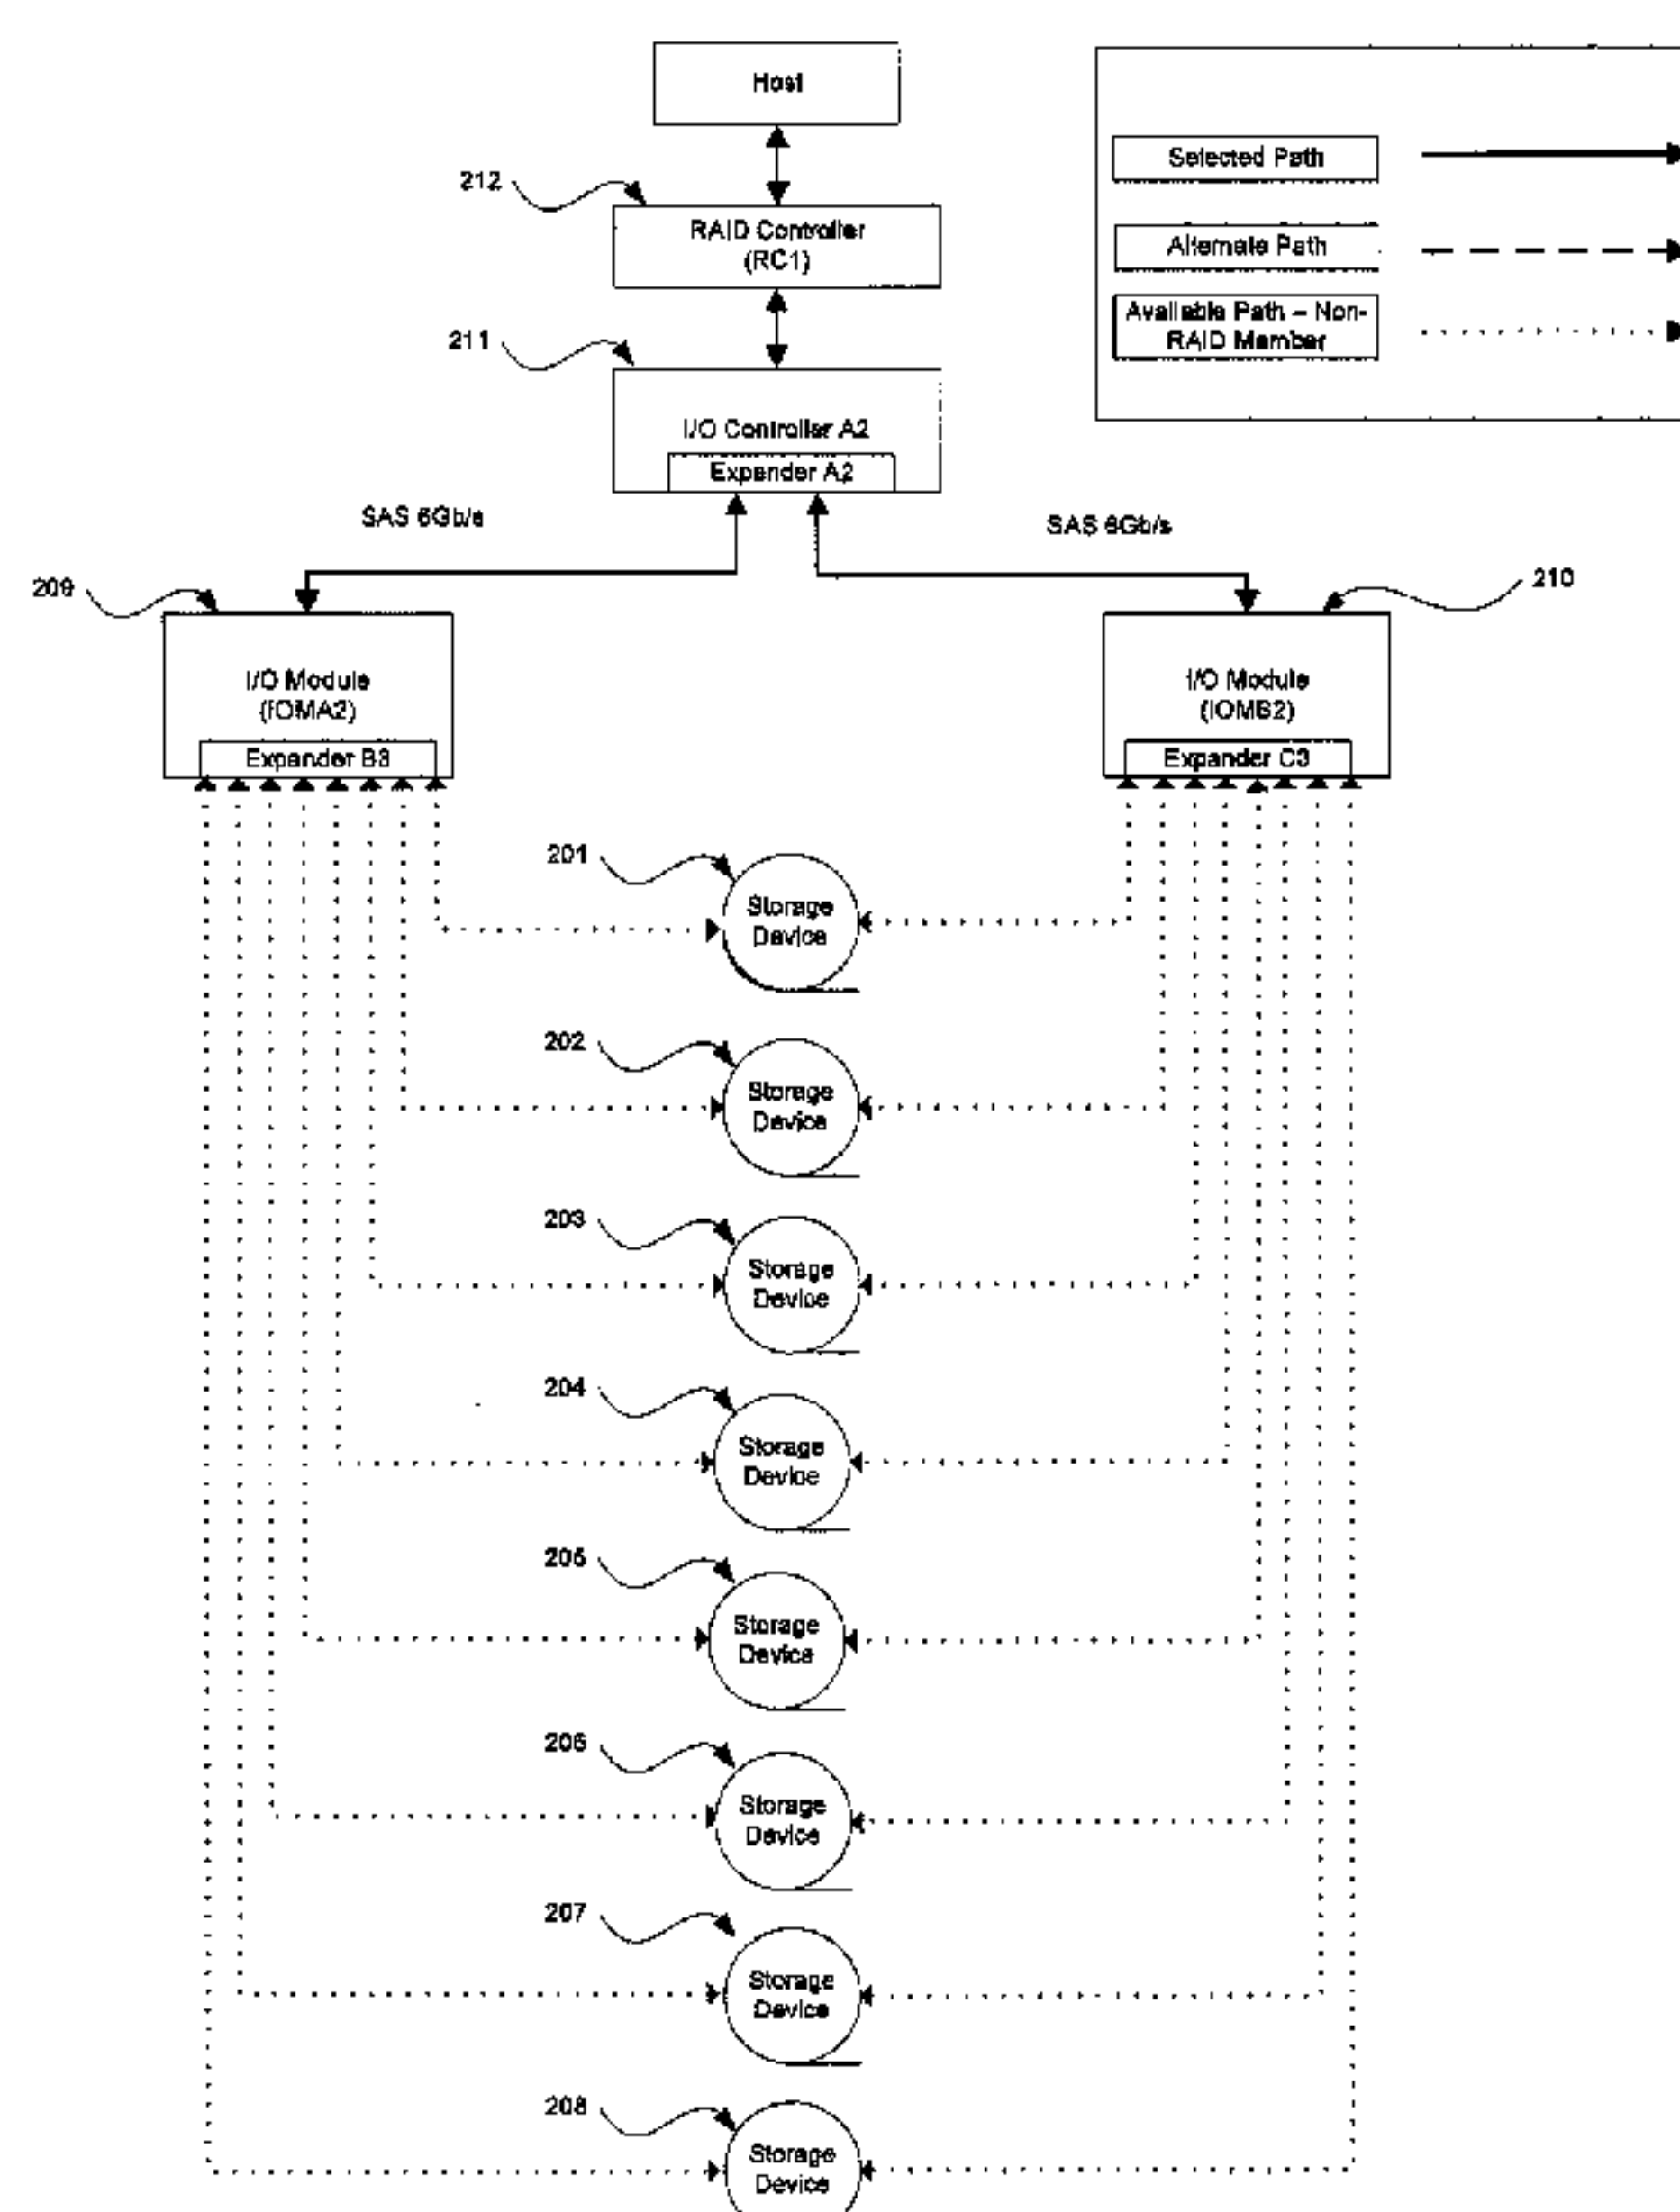 Host
Selected Path
212
RAID Controller
(RC1)
Alternate Path
Available Path – Non-
RAID Member
211
I/O Controller A2
Expander A2
SAS 6Gb/s
SAS 6Gb/s
209
210
I/O Module
(IOMA2)
I/O Module
(IOMB2)
Expander B3
Expander C3
201
Storage
Device
202
Storage
Device
203
Storage
Device
204
Storage
Device
205
Storage
Device
206
Storage
Device
207
Storage
Device
208
Storage
Device